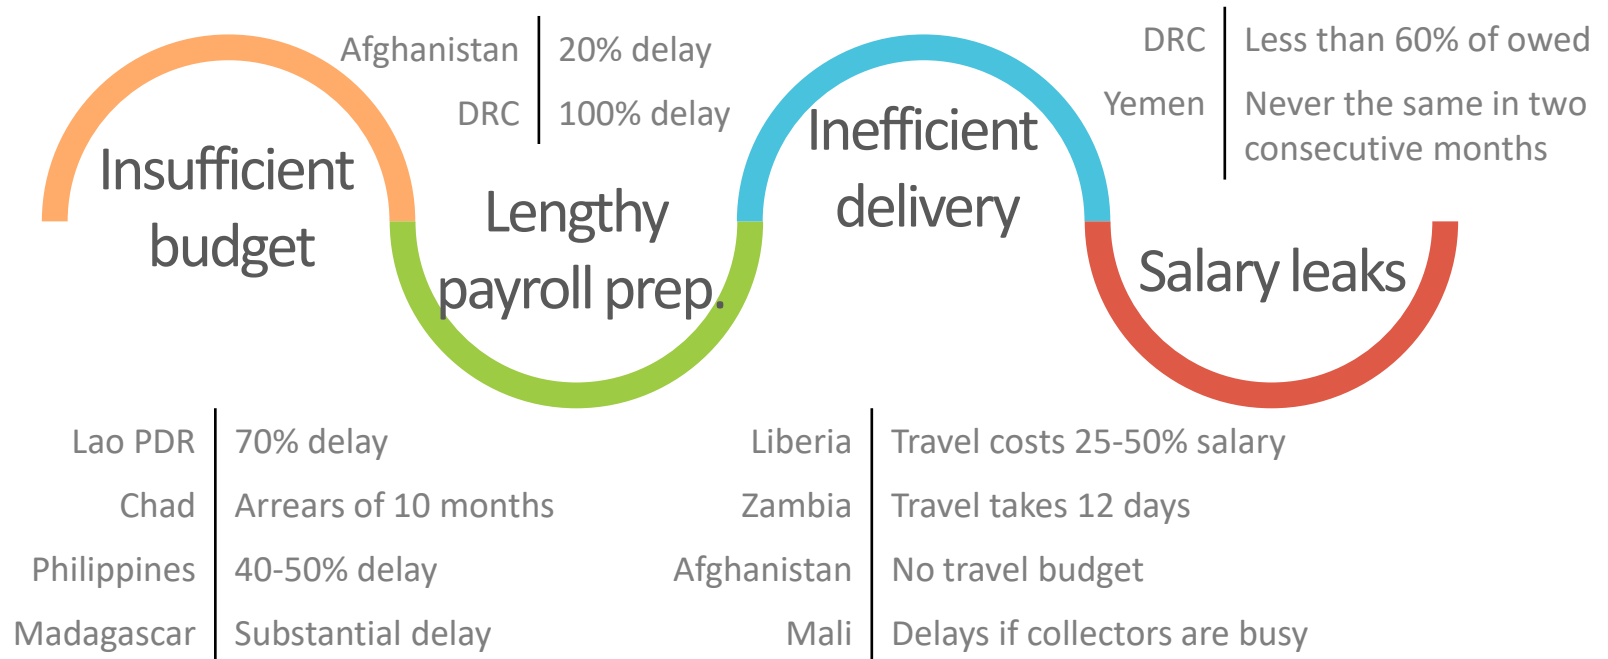 Insufficient
budget
Lao PDR 70% delay
Chad Arrears of 10 months
Philippines 40-50% delay
Madagascar Substantial delay
Afghanistan 20% delay
DRC 100% delay
Lengthy
payroll prep.
Inefficient
delivery
Liberia Travel costs 25-50% salary
Zambia Travel takes 12 days
Afghanistan No travel budget
Mali Delays if collectors are busy
DRC Less than 60% of owed
Yemen Never the same in two
consecutive months
Salary leaks